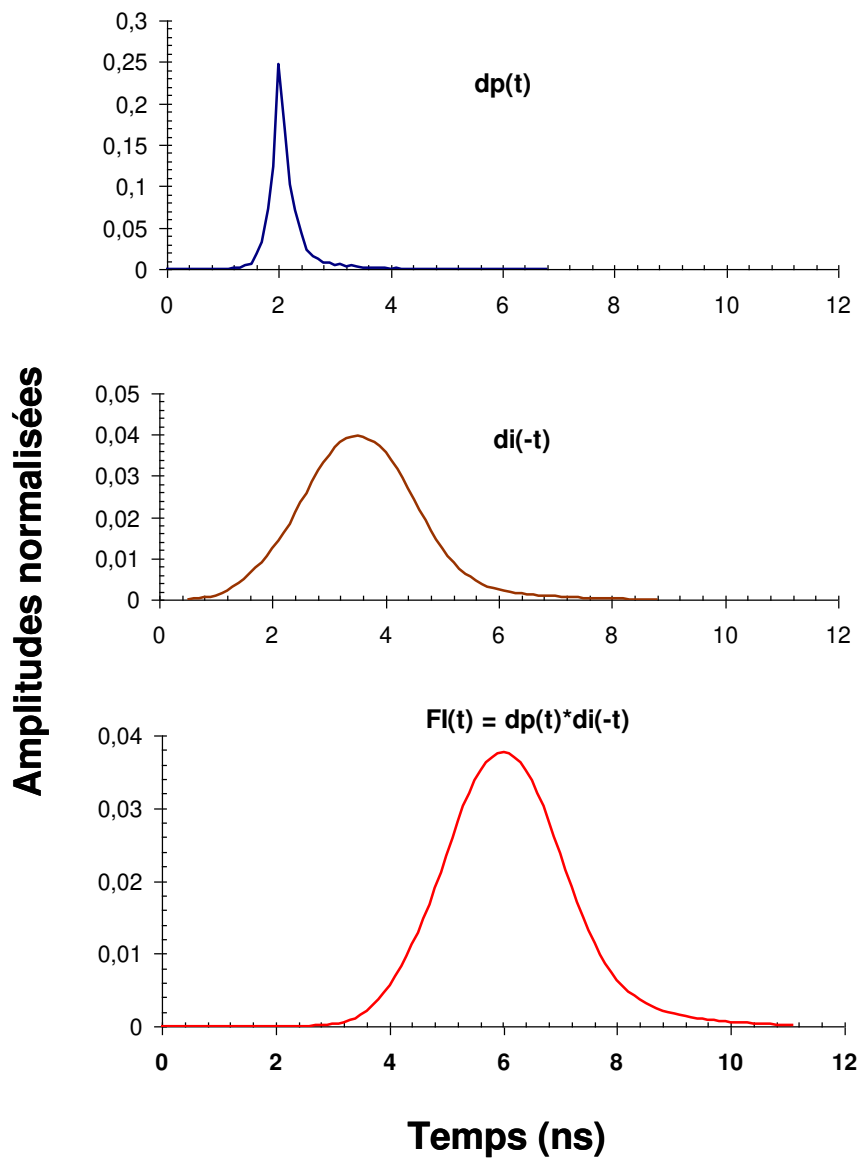 0,3
0,25
0,2
0,15
0,1
0,05
0
dp(t)
0 2 4 6 8 10 12
Amplitudes normalisées
0,05
0,04
0,03
0,02
0,01
0
di(-t)
0 2 4 6 8 10 12
FI(t) = dp(t)*di(-t)
0,04
0,03
0,02
0,01
0
0 2 4 6 8 10 12
Temps (ns)